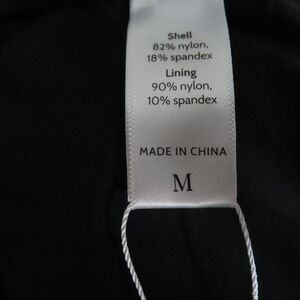 Shell
82% nylon,
18% spandex
Lining
90% nylon,
10% spandex
MADE IN CHINA
M